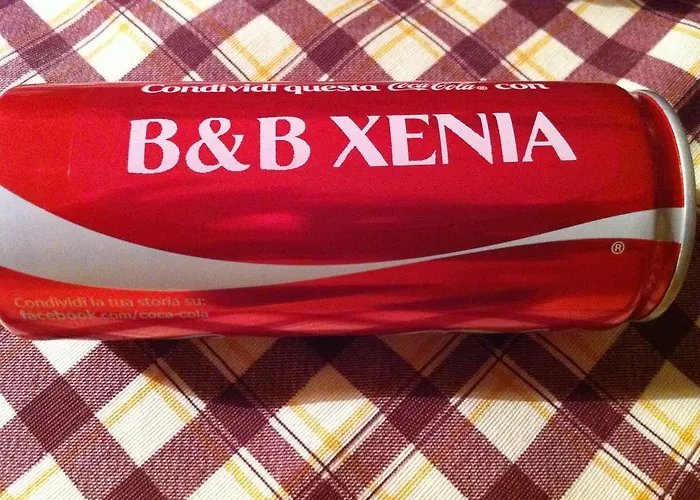 Condividi questa Coca-Cola® con
B&B XENIA
®
Condividi la tua storia su:
facebook.com/coca-cola